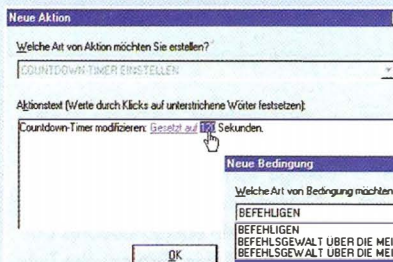 Neue Aktion
Welche Art von Aktion möchten Sie erstellen?
COUNTDOWN-TIMER EINSTELLEN
Aktionstext (Werte durch Klicks auf unterstrichene Wörter festsetzen):
Countdown-Timer modifizieren: Gesetzt auf 120 Sekunden.
OK
Neue Bedingung
Welche Art von Bedingung möchten
BEFEHLIGEN
BEFEHLIGEN
BEFEHLSGEWALT ÜBER DIE MEI
BEFEHLSGEWALT ÜBER DIE MEI